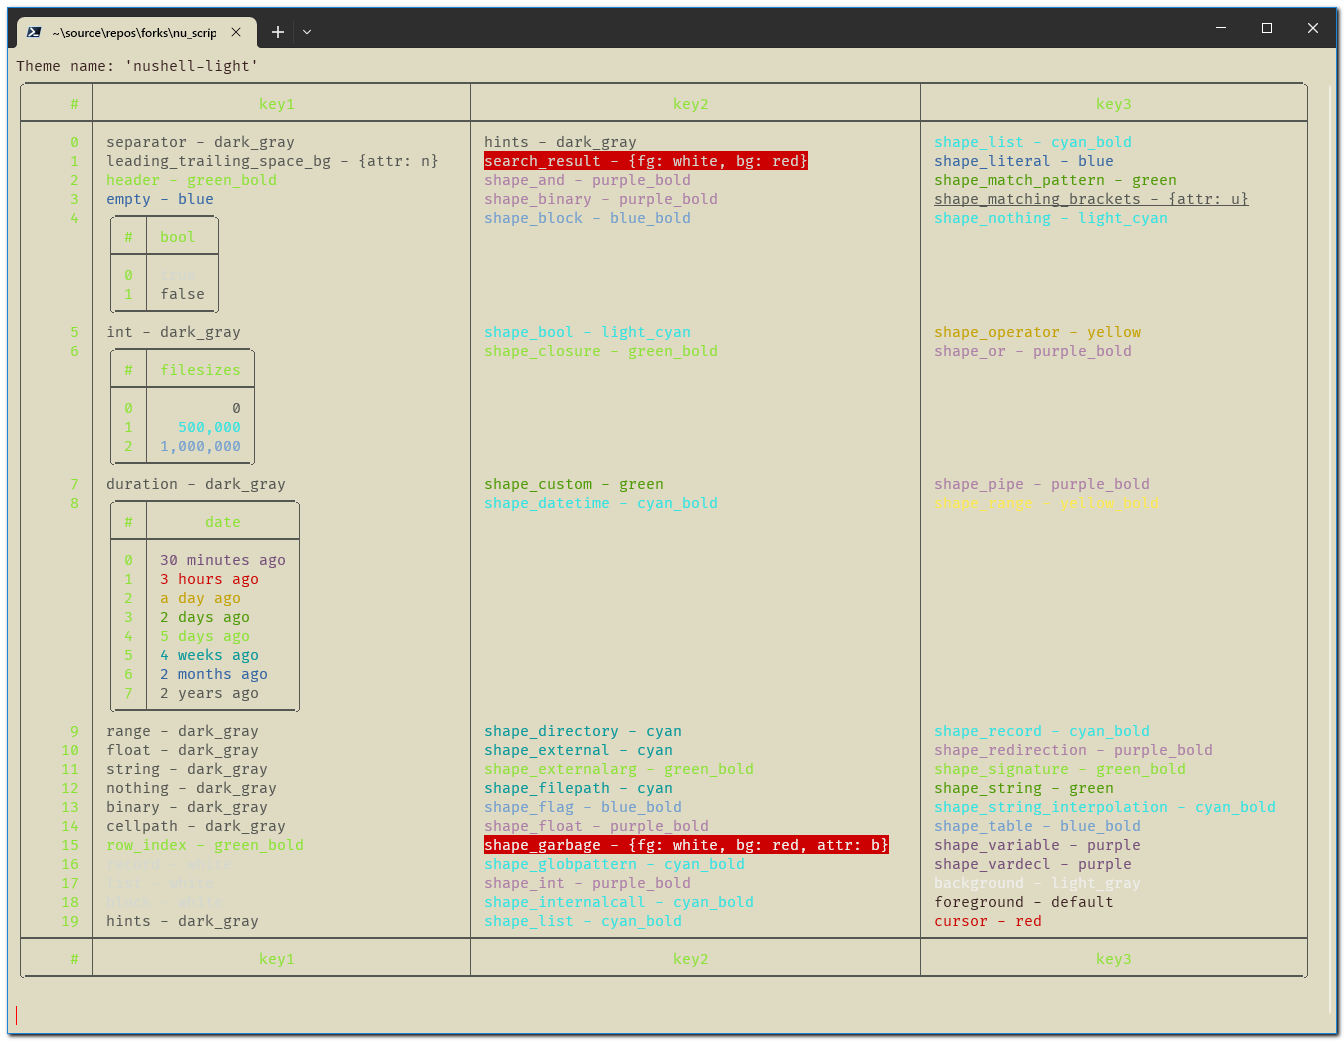 ~\source\repos\forks\nu_scrip
Theme name: 'nushell-light'
# key1 key2 key3
0 separator - dark_gray hints - dark_gray shape_list - cyan_bold
1 leading_trailing_space_bg - {attr: n} search_result - {fg: white, bg: red} shape_literal - blue
2 header - green_bold shape_and - purple_bold shape_match_pattern - green
3 empty - blue shape_binary - purple_bold shape_matching_brackets - {attr: u}
4 shape_block - blue_bold shape_nothing - light_cyan
# bool
0 true
1 false
5 int - dark_gray shape_bool - light_cyan shape_operator - yellow
6 shape_closure - green_bold shape_or - purple_bold
# filesizes
0 0
1 500,000
2 1,000,000
7 duration - dark_gray shape_custom - green shape_pipe - purple_bold
8 shape_datetime - cyan_bold shape_range - yellow_bold
# date
0 30 minutes ago
1 3 hours ago
2 a day ago
3 2 days ago
4 5 days ago
5 4 weeks ago
6 2 months ago
7 2 years ago
9 range - dark_gray shape_directory - cyan shape_record - cyan_bold
10 float - dark_gray shape_external - cyan shape_redirection - purple_bold
11 string - dark_gray shape_externalarg - green_bold shape_signature - green_bold
12 nothing - dark_gray shape_filepath - cyan shape_string - green
13 binary - dark_gray shape_flag - blue_bold shape_string_interpolation - cyan_bold
14 cellpath - dark_gray shape_float - purple_bold shape_table - blue_bold
15 row_index - green_bold shape_garbage - {fg: white, bg: red, attr: b} shape_variable - purple
16 record - white shape_globpattern - cyan_bold shape_vardecl - purple
17 list - white shape_int - purple_bold background - light_gray
18 block - white shape_internalcall - cyan_bold foreground - default
19 hints - dark_gray shape_list - cyan_bold cursor - red
# key1 key2 key3